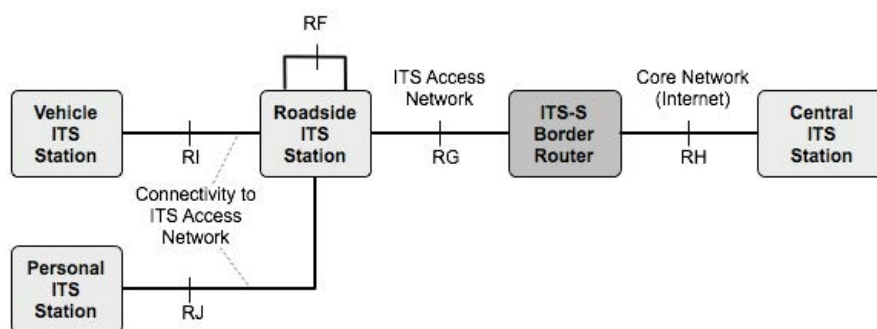 RF
ITS Access
Network
Core Network
(Internet)
Vehicle
ITS
Station
Roadside
ITS
Station
ITS-S
Border
Router
Central
ITS
Station
RI
RG
RH
Connectivity to
ITS Access
Network
Personal
ITS
Station
RJ